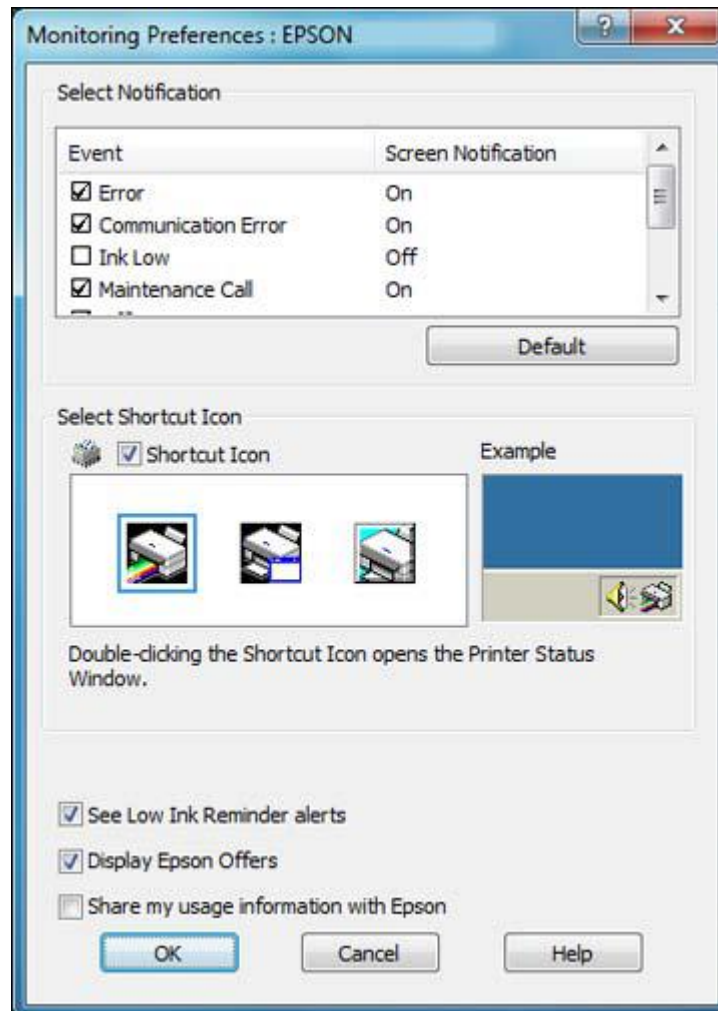 Monitoring Preferences : EPSON
Select Notification
Event Screen Notification
Error On
Communication Error On
Ink Low Off
Maintenance Call On
Default
Select Shortcut Icon
Shortcut Icon Example
Double-clicking the Shortcut Icon opens the Printer Status
Window.
See Low Ink Reminder alerts
Display Epson Offers
Share my usage information with Epson
OK Cancel Help